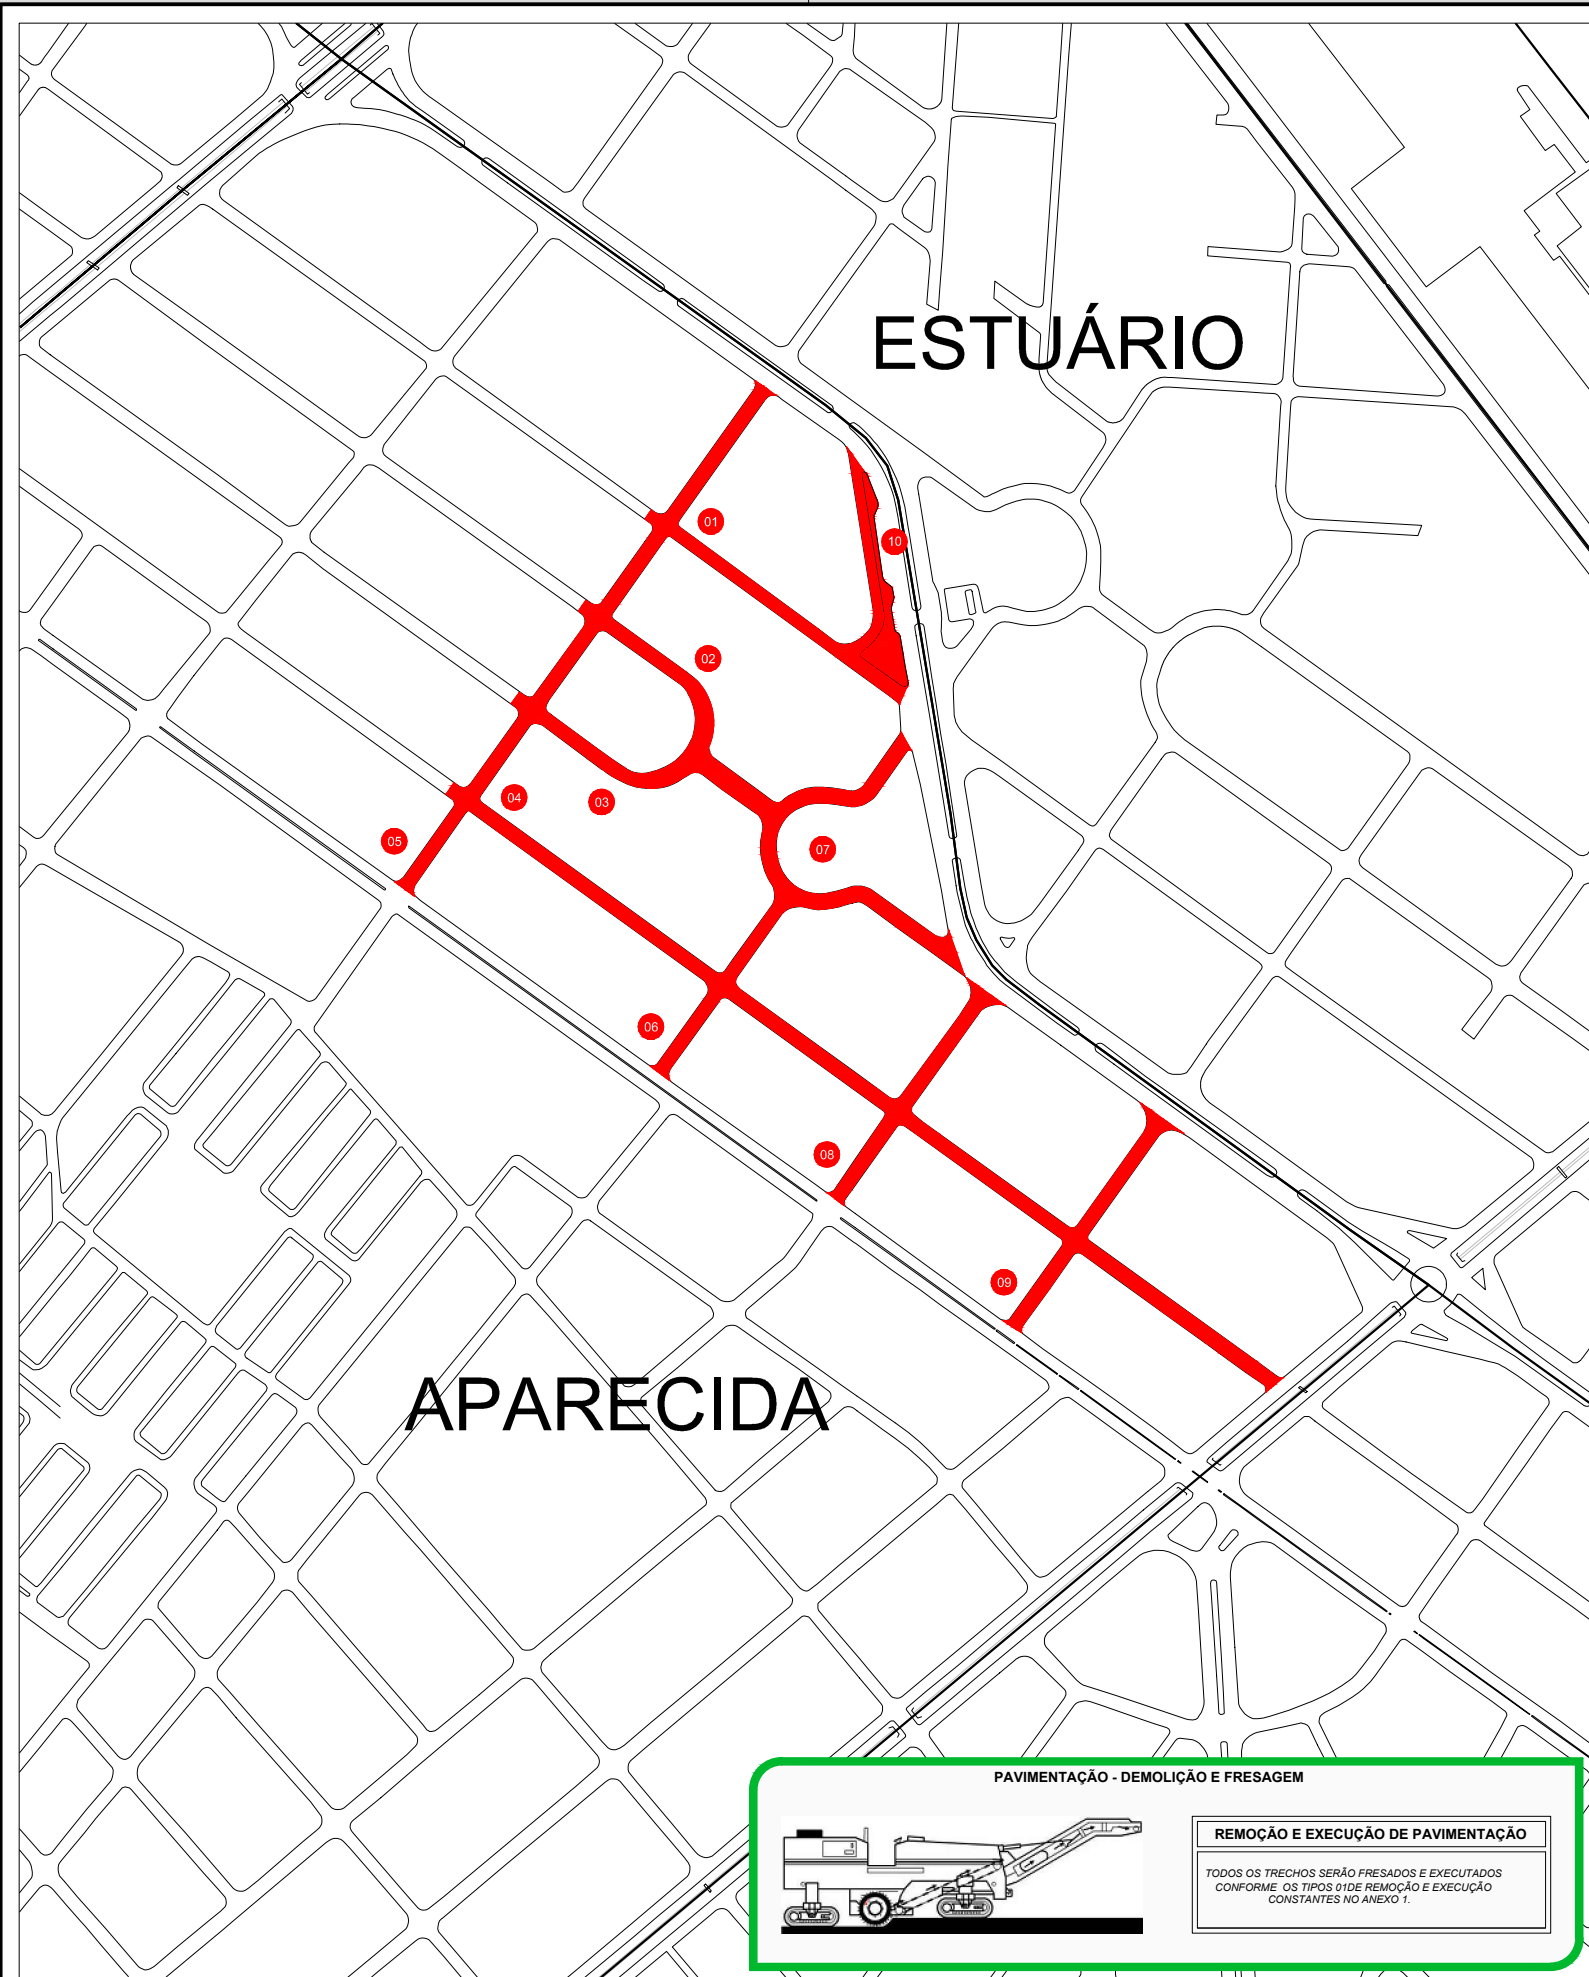 ESTUÁRIO
01
10
02
04
03
05
07
06
08
09
APARECIDA
PAVIMENTAÇÃO - DEMOLIÇÃO E FRESAGEM
REMOÇÃO E EXECUÇÃO DE PAVIMENTAÇÃO
TODOS OS TRECHOS SERÃO FRESADOS E EXECUTADOS
CONFORME OS TIPOS 01DE REMOÇÃO E EXECUÇÃO
CONSTANTES NO ANEXO 1.